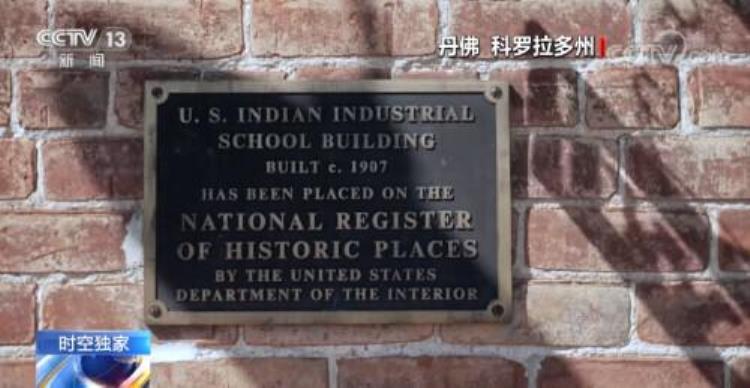 CCTV 13
新闻
丹佛 科罗拉多州
CCTV
U. S. INDIAN INDUSTRIAL
SCHOOL BUILDING
BUILT c. 1907
HAS BEEN PLACED ON THE
NATIONAL REGISTER
OF HISTORIC PLACES
BY THE UNITED STATES
DEPARTMENT OF THE INTERIOR
时空独家